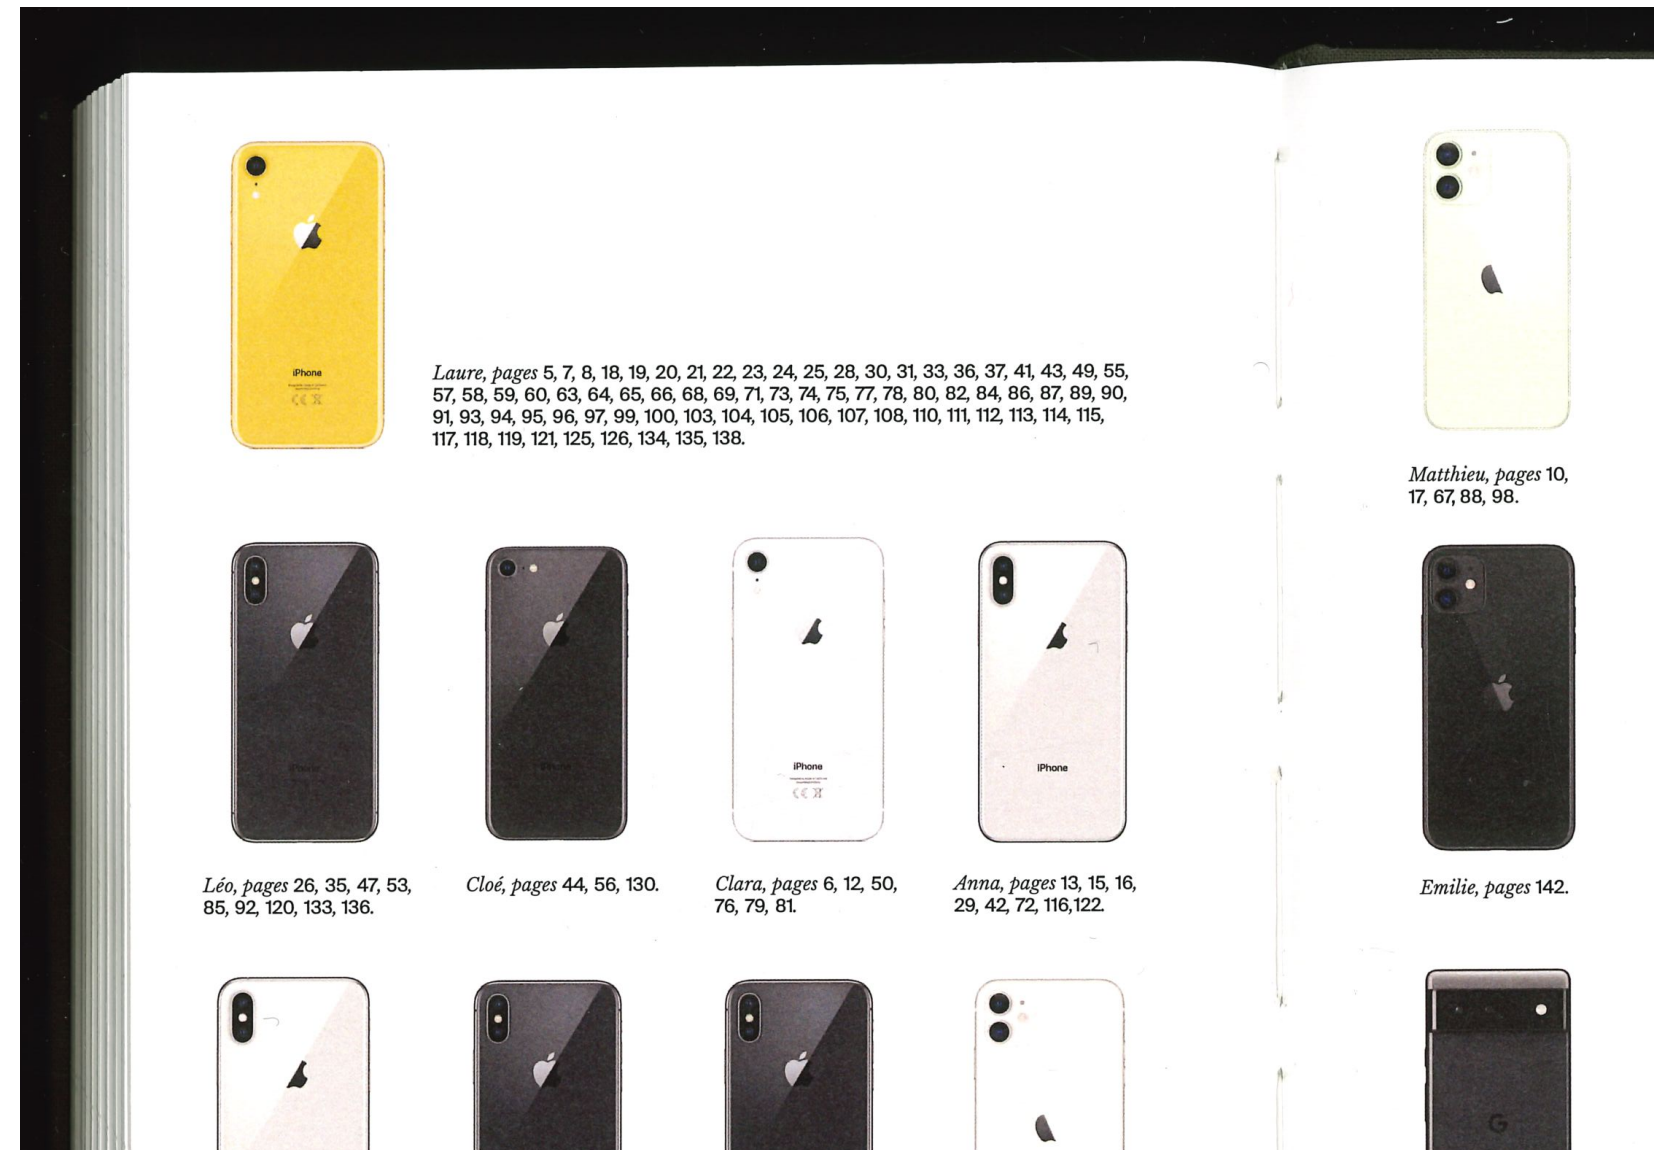 iPhone
Laure, pages 5, 7, 8, 18, 19, 20, 21, 22, 23, 24, 25, 28, 30, 31, 33, 36, 37, 41, 43, 49, 55,
57, 58, 59, 60, 63, 64, 65, 66, 68, 69, 71, 73, 74, 75, 77, 78, 80, 82, 84, 86, 87, 89, 90,
91, 93, 94, 95, 96, 97, 99, 100, 103, 104, 105, 106, 107, 108, 110, 111, 112, 113, 114, 115,
117, 118, 119, 121, 125, 126, 134, 135, 138.
iPhone
iPhone
iPhone
iPhone
Léo, pages 26, 35, 47, 53,
85, 92, 120, 133, 136.
Cloé, pages 44, 56, 130.
Clara, pages 6, 12, 50,
76, 79, 81.
Anna, pages 13, 15, 16,
29, 42, 72, 116,122.
Matthieu, pages 10,
17, 67, 88, 98.
Emilie, pages 142.
G